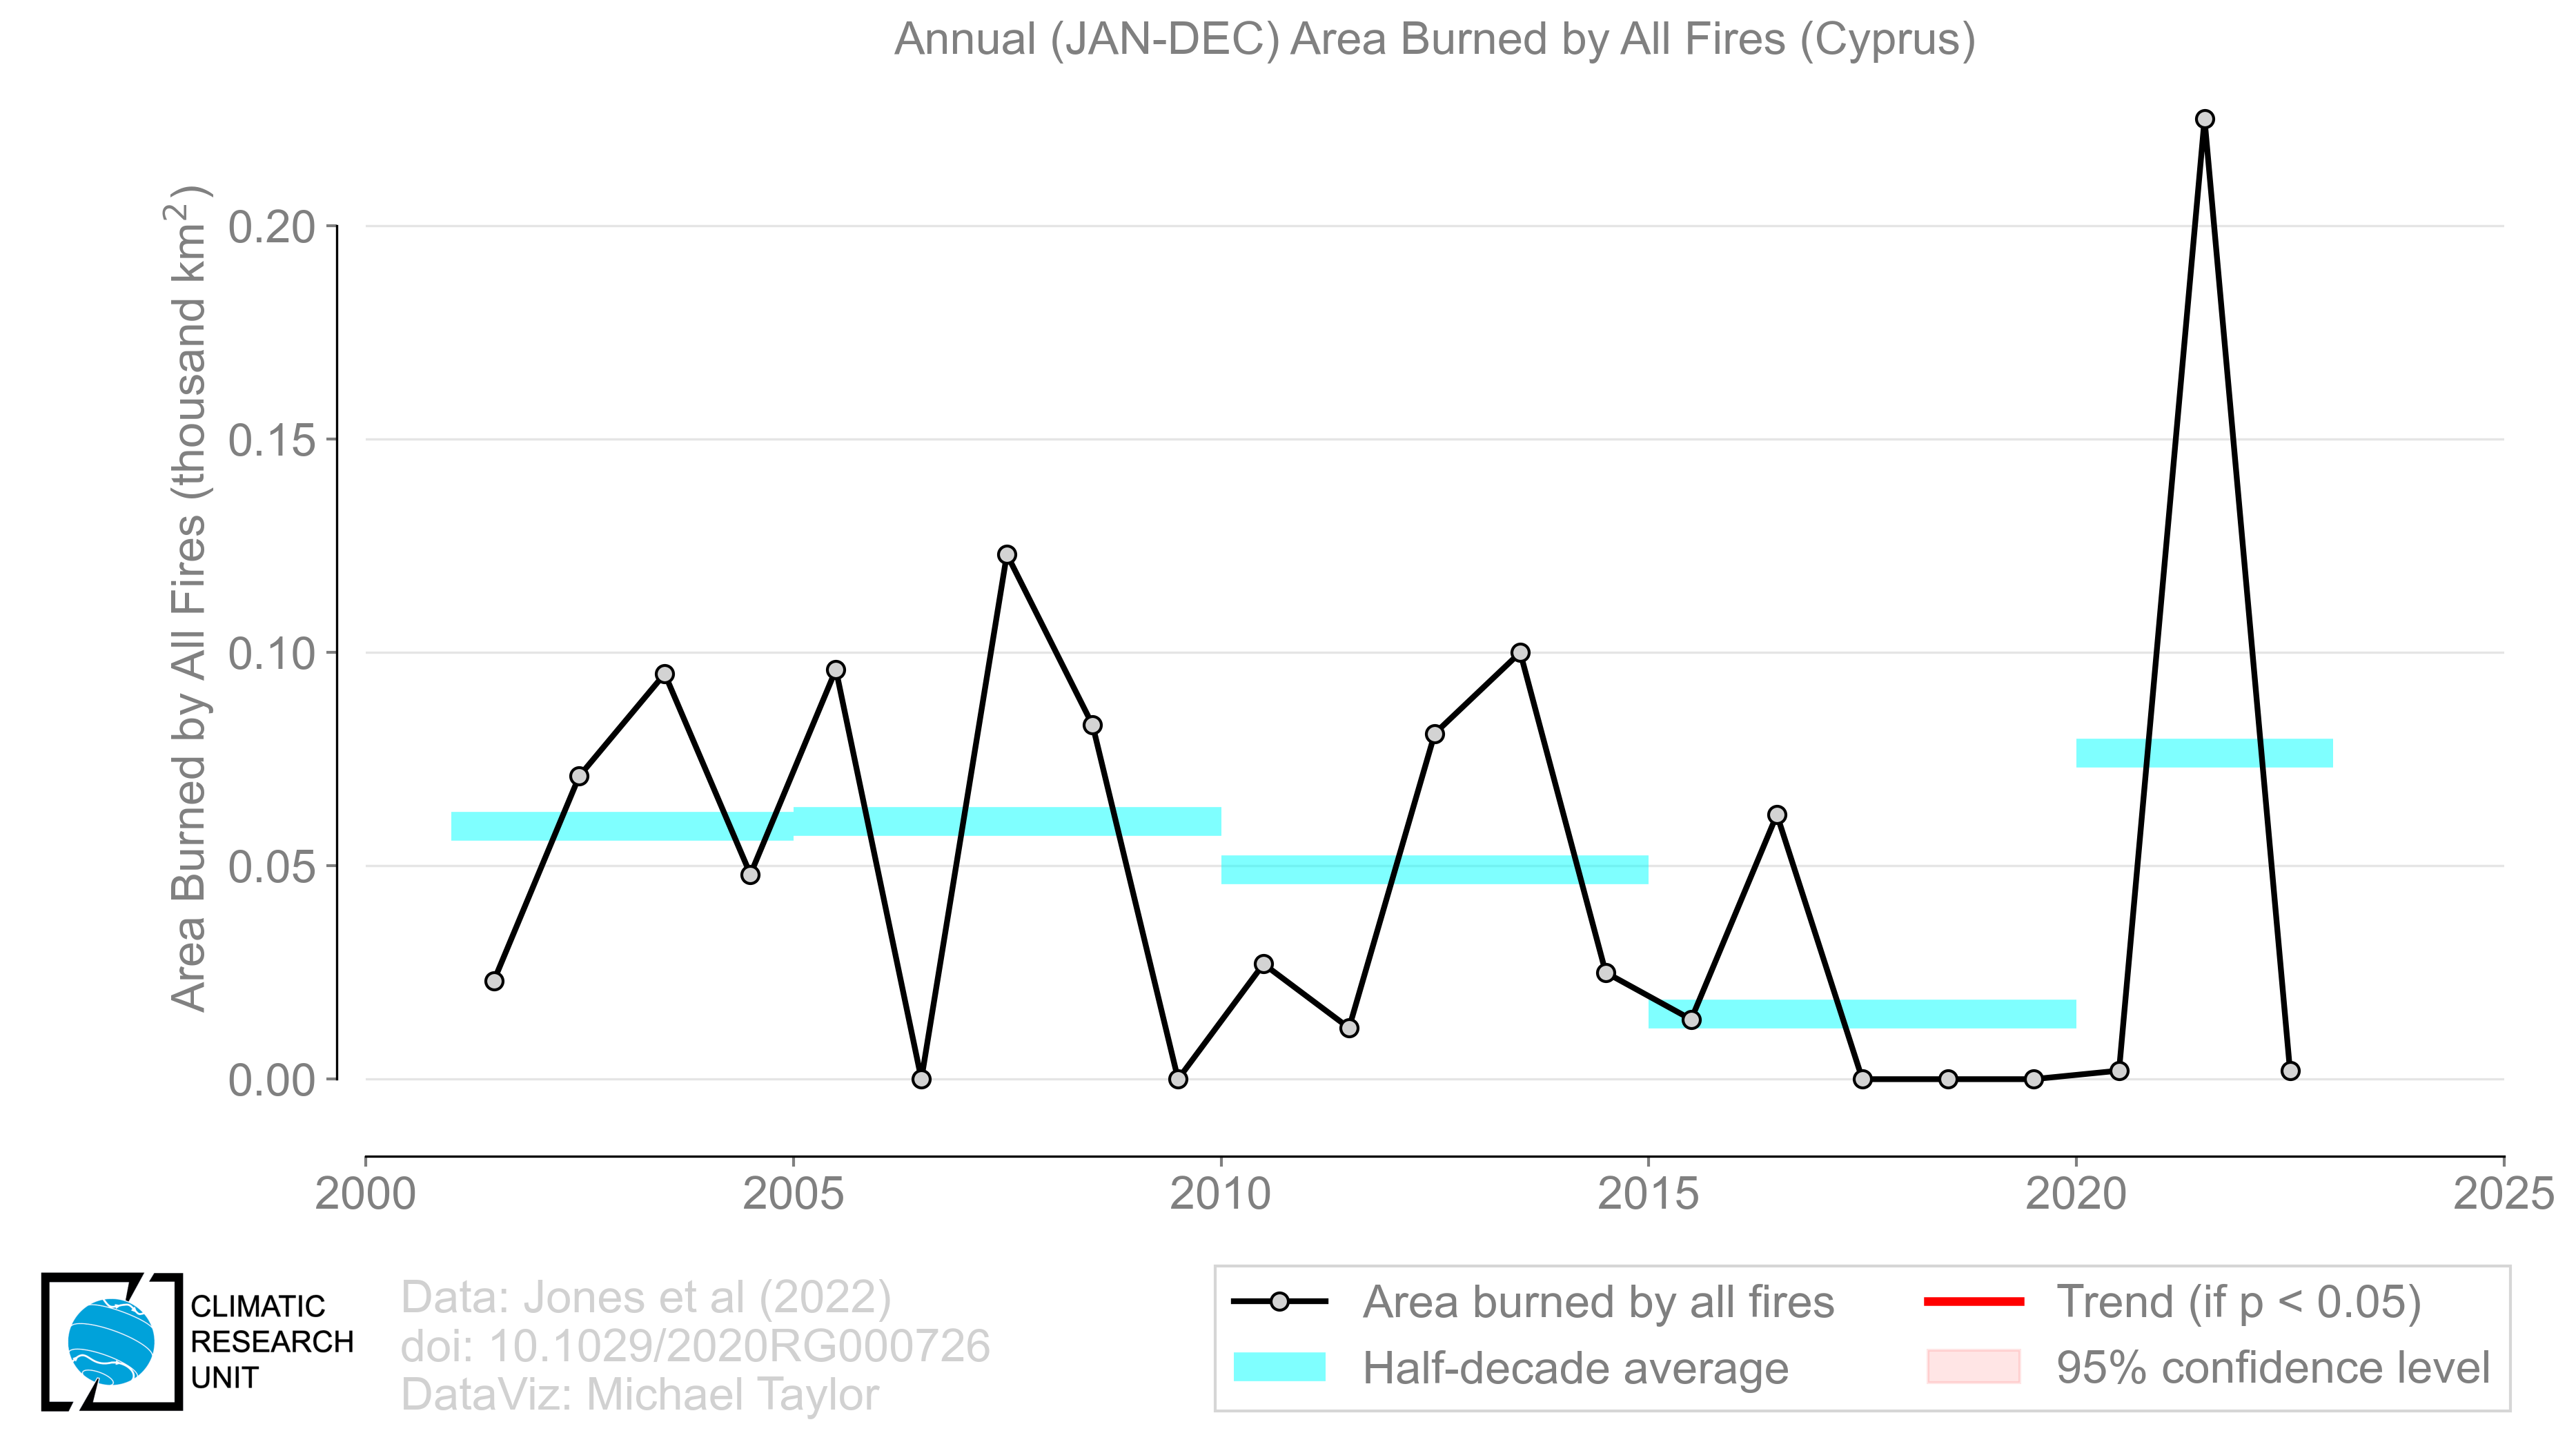 Annual (JAN-DEC) Area Burned by All Fires (Cyprus)
Area Burned by All Fires (thousand km²)
0.20
0.15
0.10
0.05
0.00
2000 2005 2010 2015 2020 2025
CLIMATIC
RESEARCH
UNIT
Data: Jones et al (2022)
doi: 10.1029/2020RG000726
DataViz: Michael Taylor
Area burned by all fires
Half-decade average
Trend (if p < 0.05)
95% confidence level